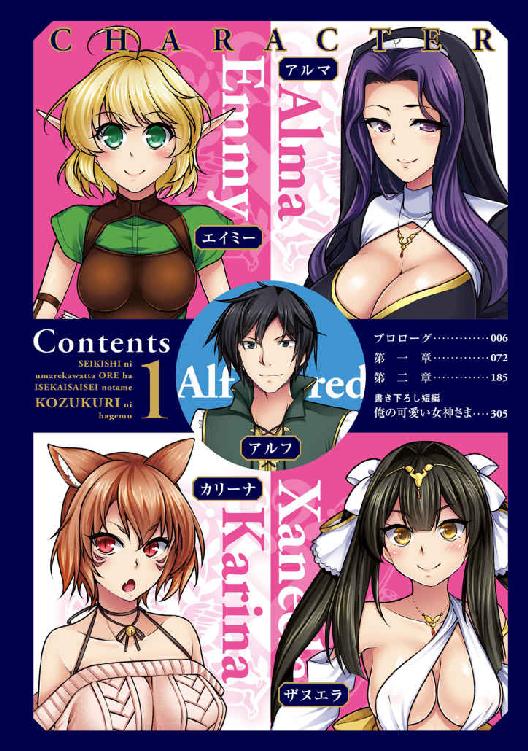 CHARACTER
Emmy
エイミー
アルマ
Alma
Contents
SEIKISHI ni
umarekawatta ORE ha
ISEKAISAISEI notame
KOZUKURI ni
hagemu
1
アルフ
プロローグ…………006
第一章…………072
第二章…………185
書き下ろし短編
俺の可愛い女神さま…305
カリーナ
Karina
ザヌエラ